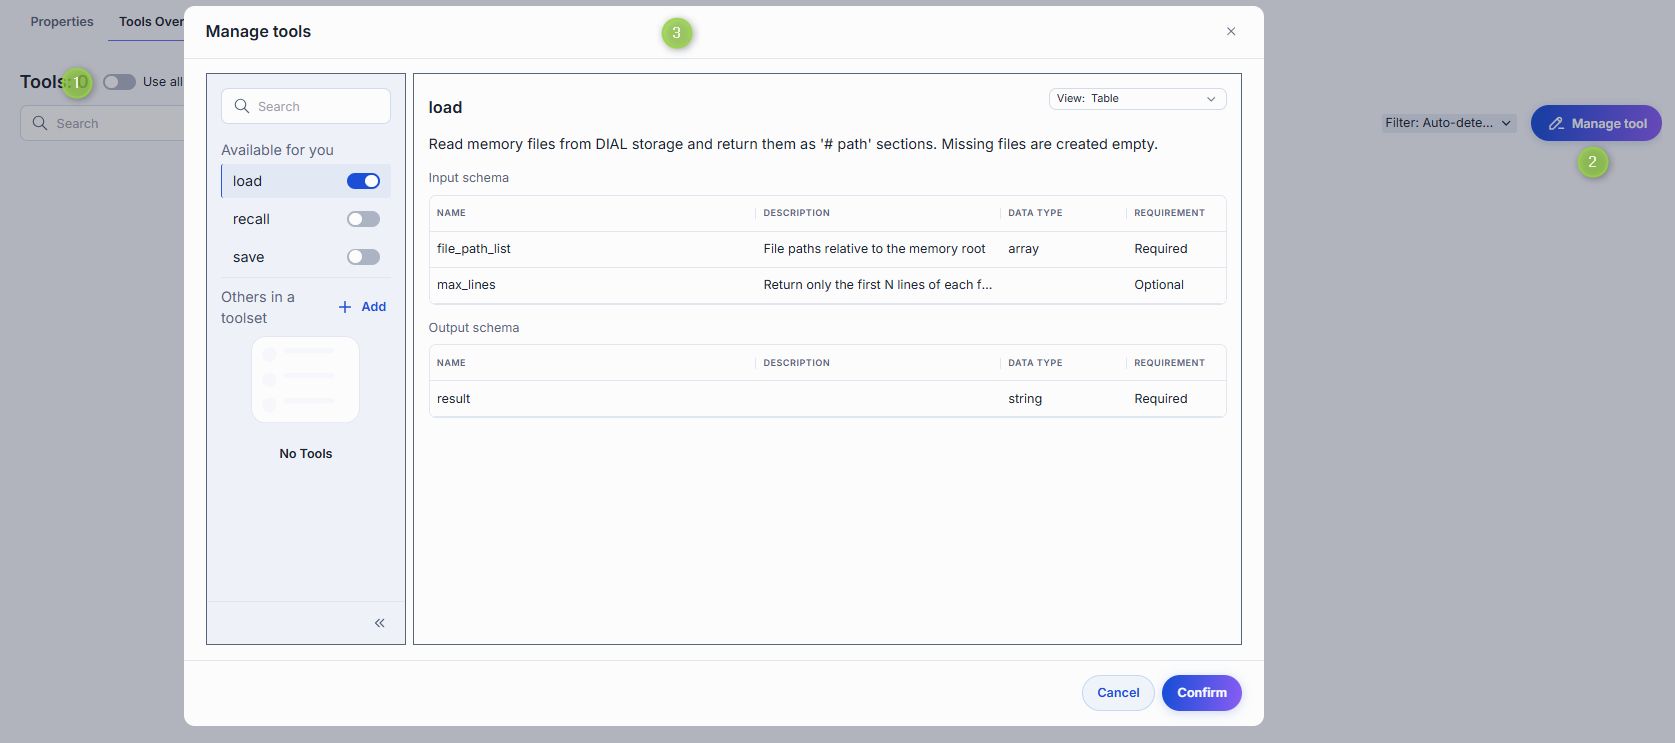 Properties
Tools Over
Manage tools
3
Tools: 0
1
Use all
Search
Filter: Auto-dete...
Manage tool
2
Search
Available for you
load
recall
save
Others in a
toolset
Add
No Tools
load
View: Table
Read memory files from DIAL storage and return them as '# path' sections. Missing files are created empty.
Input schema
NAME DESCRIPTION DATA TYPE REQUIREMENT
file_path_list File paths relative to the memory root array Required
max_lines Return only the first N lines of each f... Optional
Output schema
NAME DESCRIPTION DATA TYPE REQUIREMENT
result string Required
Cancel
Confirm